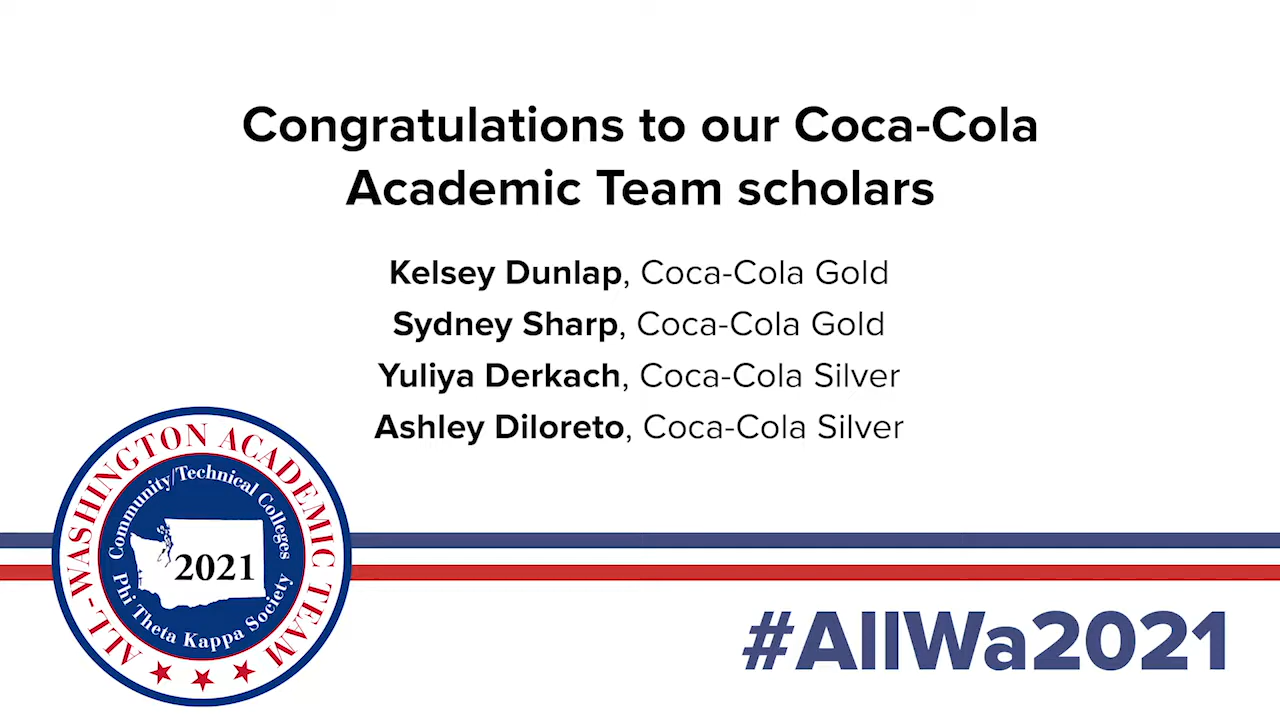 Congratulations to our Coca-Cola
Academic Team scholars
Kelsey Dunlap, Coca-Cola Gold
Sydney Sharp, Coca-Cola Gold
Yuliya Derkach, Coca-Cola Silver
Ashley Diloreto, Coca-Cola Silver
ALL-WASHINGTON ACADEMIC TEAM
Community/Technical Colleges
2021
Phi Theta Kappa Society
#AllWa2021